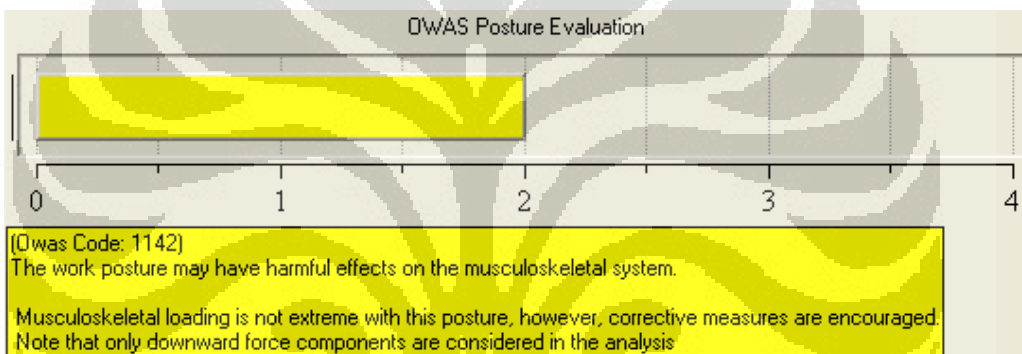 OWAS Posture Evaluation
0 1 2 3 4
(Owas Code: 1142)
The work posture may have harmful effects on the musculoskeletal system.
Musculoskeletal loading is not extreme with this posture, however, corrective measures are encouraged.
Note that only downward force components are considered in the analysis